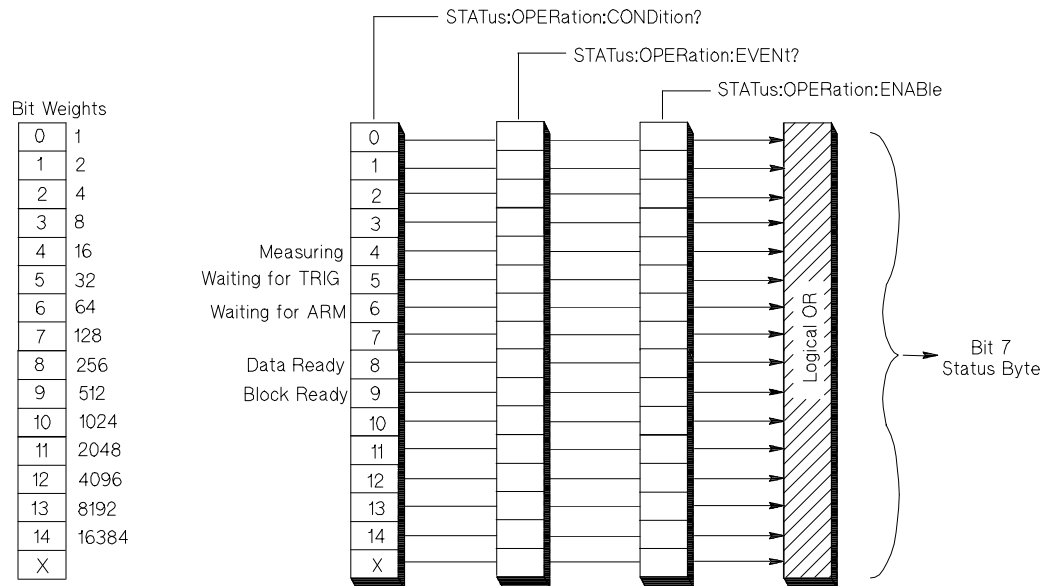 STATus:OPERation:CONDition?
STATus:OPERation:EVENt?
STATus:OPERation:ENABle
Bit Weights
0 1
1 2
2 4
3 8
4 16
5 32
6 64
7 128
8 256
9 512
10 1024
11 2048
12 4096
13 8192
14 16384
X
0
1
2
3
Measuring 4
Waiting for TRIG 5
Waiting for ARM 6
7
Data Ready 8
Block Ready 9
10
11
12
13
14
X
Logical OR
Bit 7
Status Byte